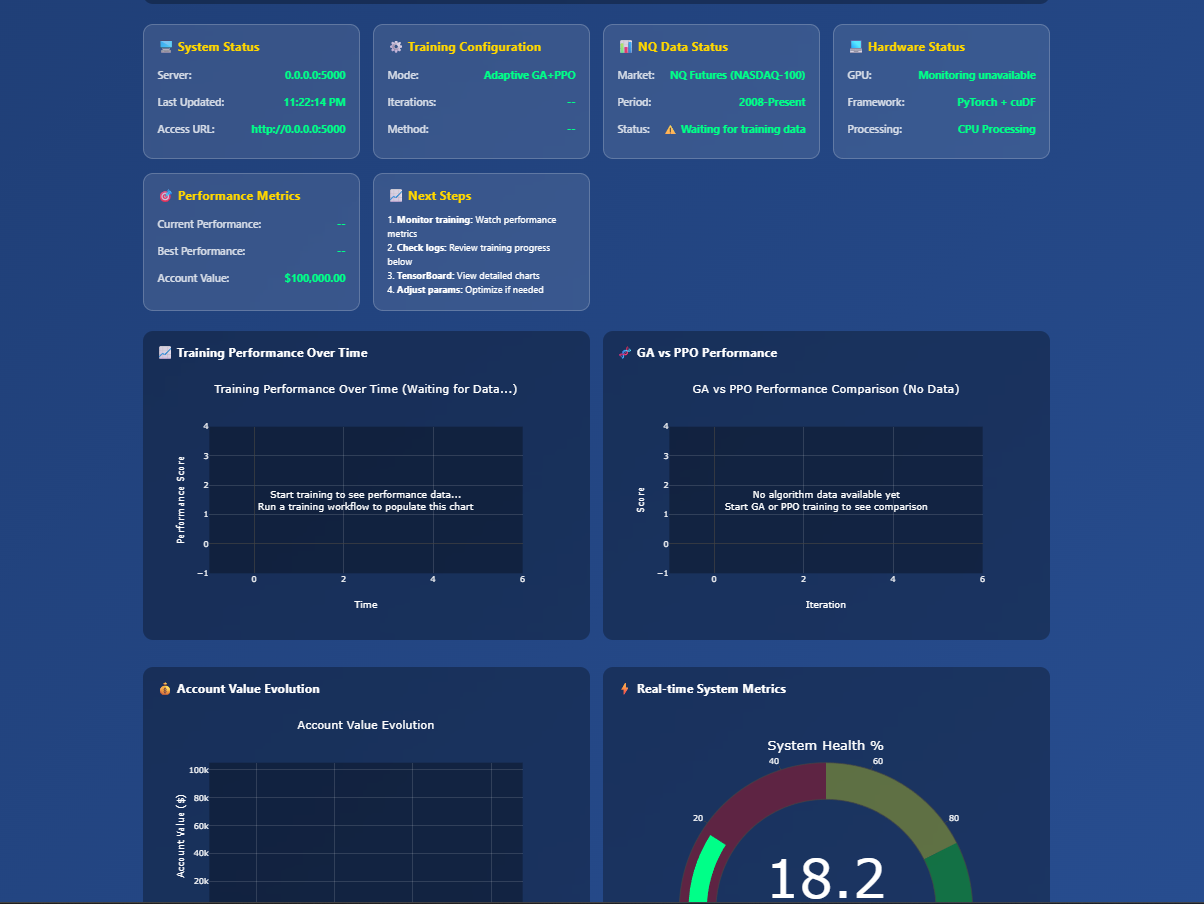 System Status
Server: 0.0.0.0:5000
Last Updated: 11:22:14 PM
Access URL: http://0.0.0.0:5000
Training Configuration
Mode: Adaptive GA+PPO
Iterations: --
Method: --
NQ Data Status
Market: NQ Futures (NASDAQ-100)
Period: 2008-Present
Status: ⚠ Waiting for training data
Hardware Status
GPU: Monitoring unavailable
Framework: PyTorch + cuDF
Processing: CPU Processing
Performance Metrics
Current Performance: --
Best Performance: --
Account Value: $100,000.00
Next Steps
1. Monitor training: Watch performance
metrics
2. Check logs: Review training progress
below
3. TensorBoard: View detailed charts
4. Adjust params: Optimize if needed
Training Performance Over Time
Training Performance Over Time (Waiting for Data...)
Performance Score
4
3
2
1
0
−1
Start training to see performance data...
Run a training workflow to populate this chart
0 2 4 6
Time
GA vs PPO Performance
GA vs PPO Performance Comparison (No Data)
Score
4
3
2
1
0
−1
No algorithm data available yet
Start GA or PPO training to see comparison
0 2 4 6
Iteration
Account Value Evolution
Account Value Evolution
Account Value ($)
100k
80k
60k
40k
20k
Real-time System Metrics
System Health %
20
40
60
80
18.2